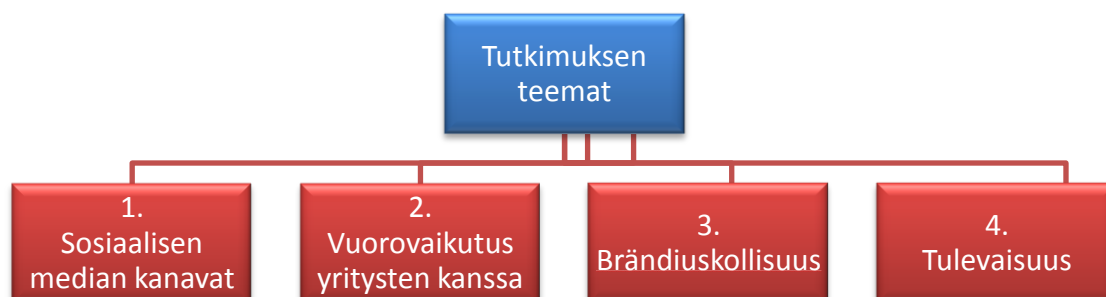 Tutkimuksen
teemat
1.
Sosiaalisen
median kanavat
2.
Vuorovaikutus
yritysten kanssa
3.
Brändiuskollisuus
4.
Tulevaisuus